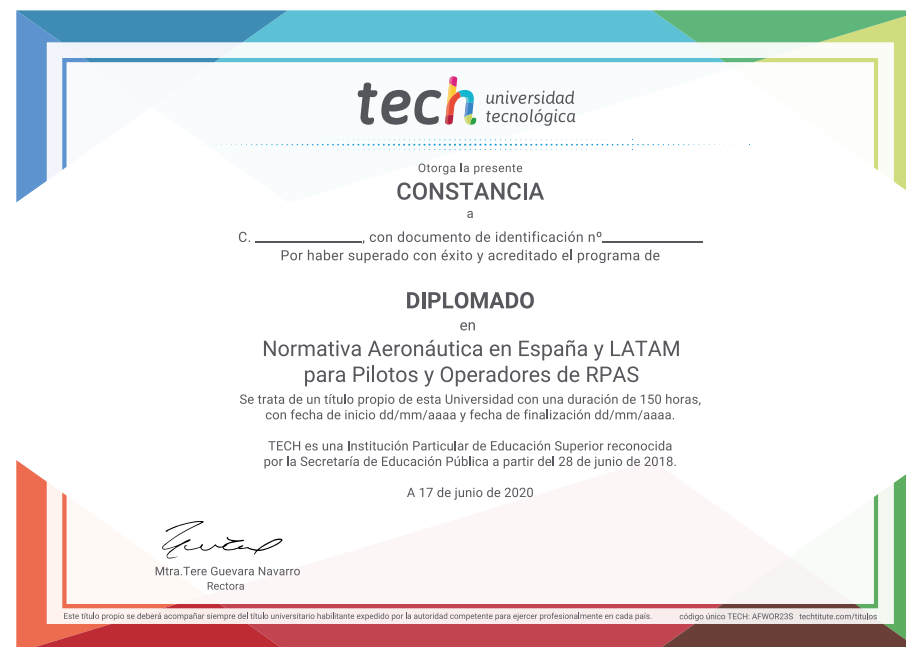 tech universidad
tecnológica
Otorga la presente
CONSTANCIA
a
C. ____________, con documento de identificación nº____________
Por haber superado con éxito y acreditado el programa de
DIPLOMADO
en
Normativa Aeronáutica en España y LATAM
para Pilotos y Operadores de RPAS
Se trata de un título propio de esta Universidad con una duración de 150 horas,
con fecha de inicio dd/mm/aaaa y fecha de finalización dd/mm/aaaa.
TECH es una Institución Particular de Educación Superior reconocida
por la Secretaría de Educación Pública a partir del 28 de junio de 2018.
A 17 de junio de 2020
Mtra.Tere Guevara Navarro
Rectora
Este título propio se deberá acompañar siempre del título universitario habilitante expedido por la autoridad competente para ejercer profesionalmente en cada país. código único TECH: AFWOR23S techtitute.com/titulos